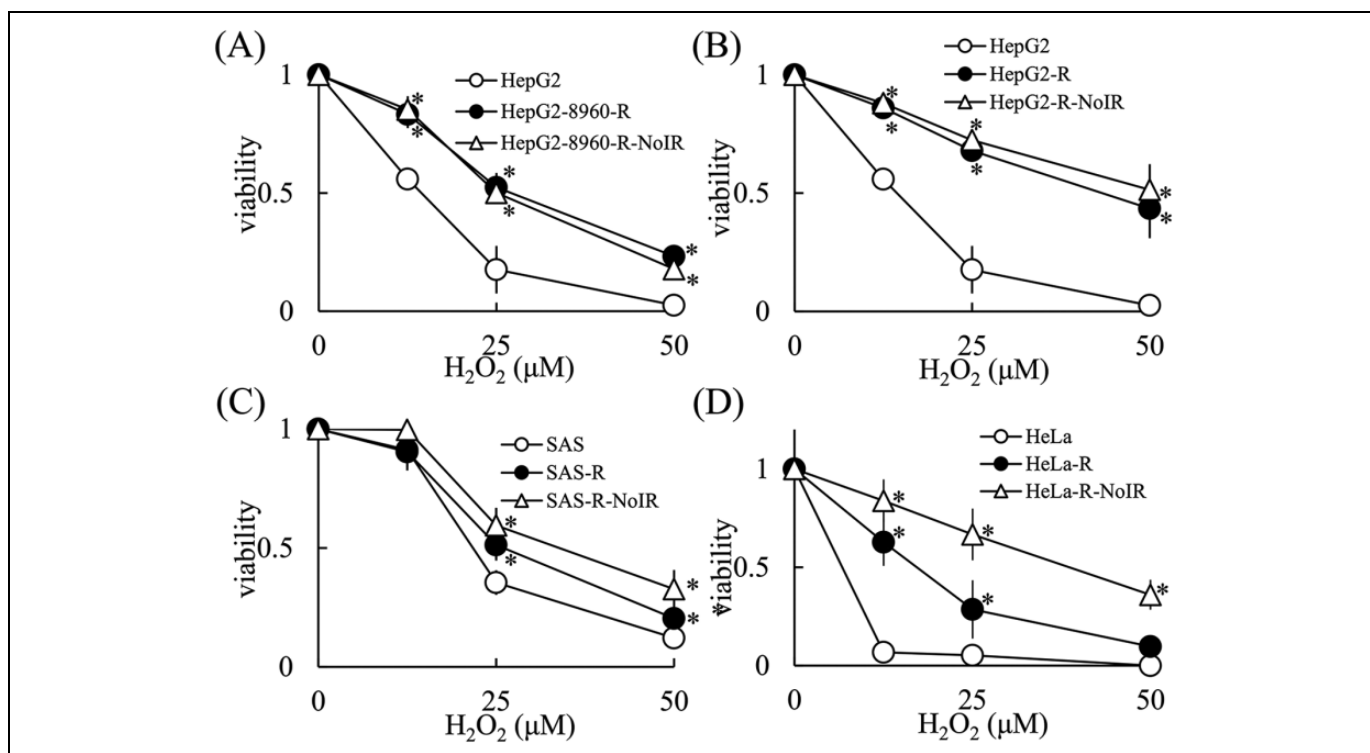 (A)
HepG2
HepG2-8960-R
HepG2-8960-R-NoIR
1
0.5
0
viability
* * * * * *
0 25 50
H₂O₂ (μM)
(B)
HepG2
HepG2-R
HepG2-R-NoIR
1
0.5
0
viability
* * * * * *
0 25 50
H₂O₂ (μM)
(C)
SAS
SAS-R
SAS-R-NoIR
1
0.5
0
viability
* * * *
0 25 50
H₂O₂ (μM)
(D)
HeLa
HeLa-R
HeLa-R-NoIR
1
0.5
0
viability
*
* * * * *
0 25 50
H₂O₂ (μM)